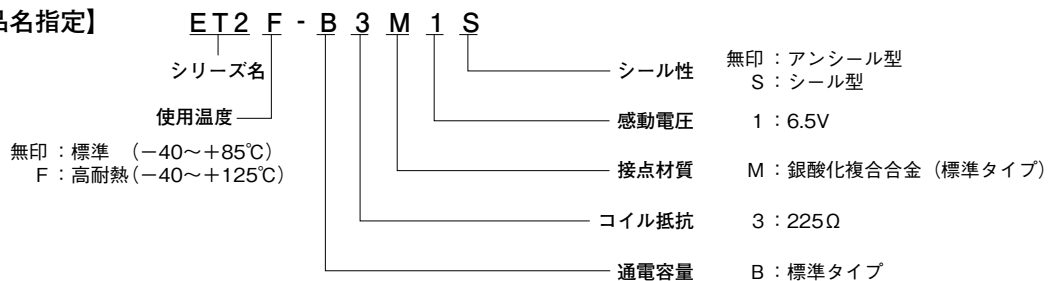 名指定】 ET2 F - B 3 M 1 S
シリーズ名
使用温度
無印：標準 （－40～＋85℃）
F：高耐熱（－40～＋125℃）
シール性 無印：アンシール型
S：シール型
感動電圧 1：6.5V
接点材質 M：銀酸化複合合金（標準タイプ）
コイル抵抗 3：225Ω
通電容量 B：標準タイプ